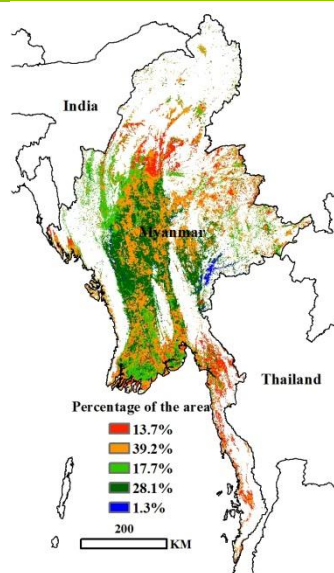 India
Myanmar
Thailand
Percentage of the area
13.7%
39.2%
17.7%
28.1%
1.3%
200
KM